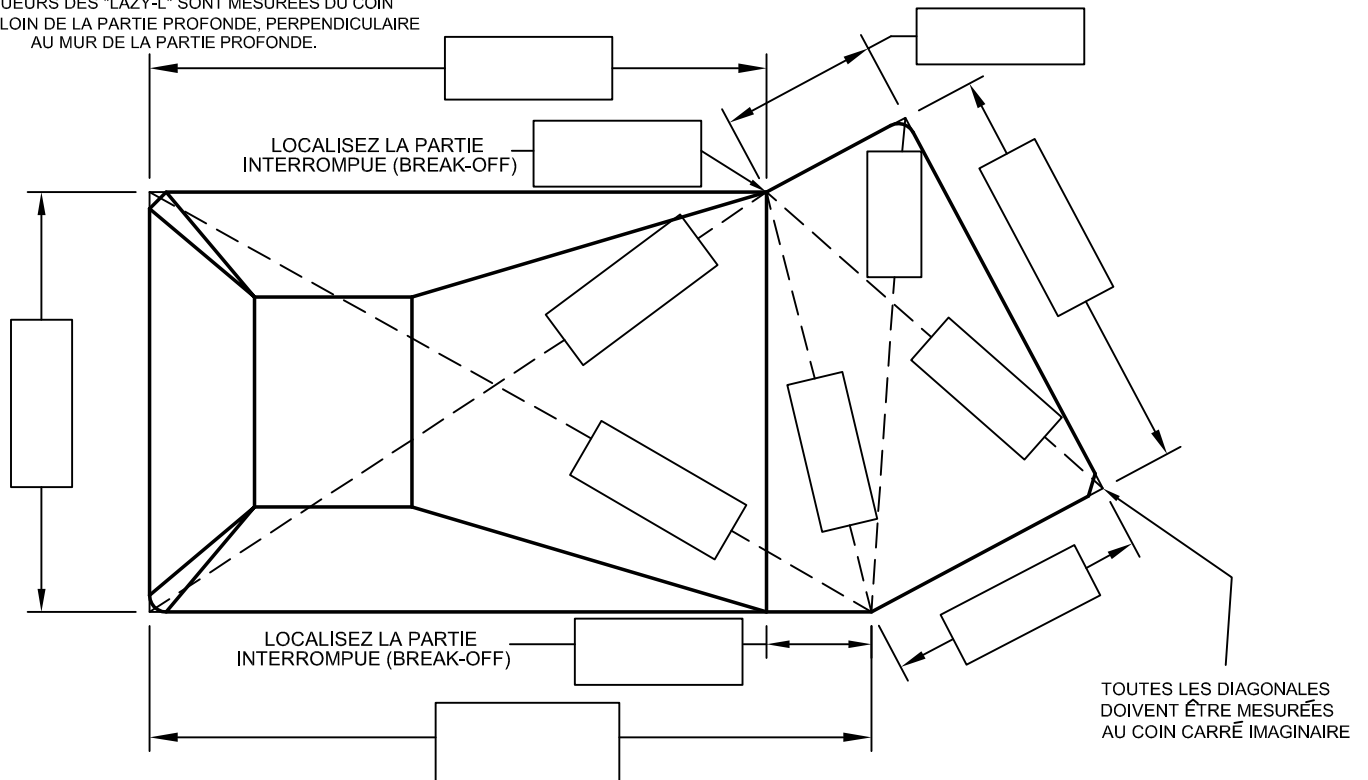 UEURS DES "LAZY-L" SONT MESURÉES DU COIN
LOIN DE LA PARTIE PROFONDE, PERPENDICULAIRE
AU MUR DE LA PARTIE PROFONDE.
LOCALISEZ LA PARTIE
INTERROMPUE (BREAK-OFF)
LOCALISEZ LA PARTIE
INTERROMPUE (BREAK-OFF)
TOUTES LES DIAGONALES
DOIVENT ÊTRE MESURÉES
AU COIN CARRÉ IMAGINAIRE